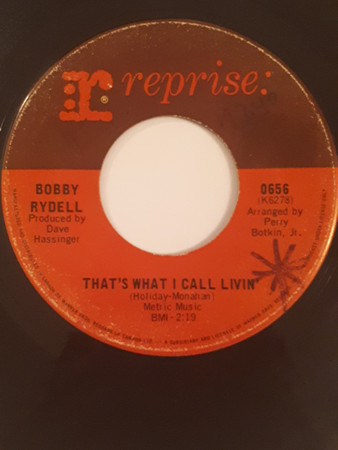 r reprise:
BOBBY
RYDELL
Produced by
Dave
Hassinger
0656
(K6278)
Arranged by
Perry
Botkin, Jr.
THAT'S WHAT I CALL LIVIN'
(Holiday-Monahan)
Metric Music
BMI-2:19